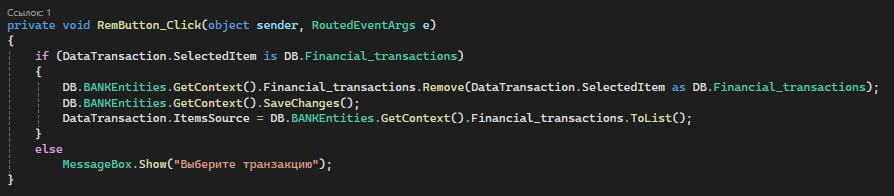 Ссылок: 1
private void RemButton_Click(object sender, RoutedEventArgs e)
{
if (DataTransaction.SelectedItem is DB.Financial_transactions)
{
DB.BANKEntities.GetContext().Financial_transactions.Remove(DataTransaction.SelectedItem as DB.Financial_transactions);
DB.BANKEntities.GetContext().SaveChanges();
DataTransaction.ItemsSource = DB.BANKEntities.GetContext().Financial_transactions.ToList();
}
else
MessageBox.Show("Выберите транзакцию");
}